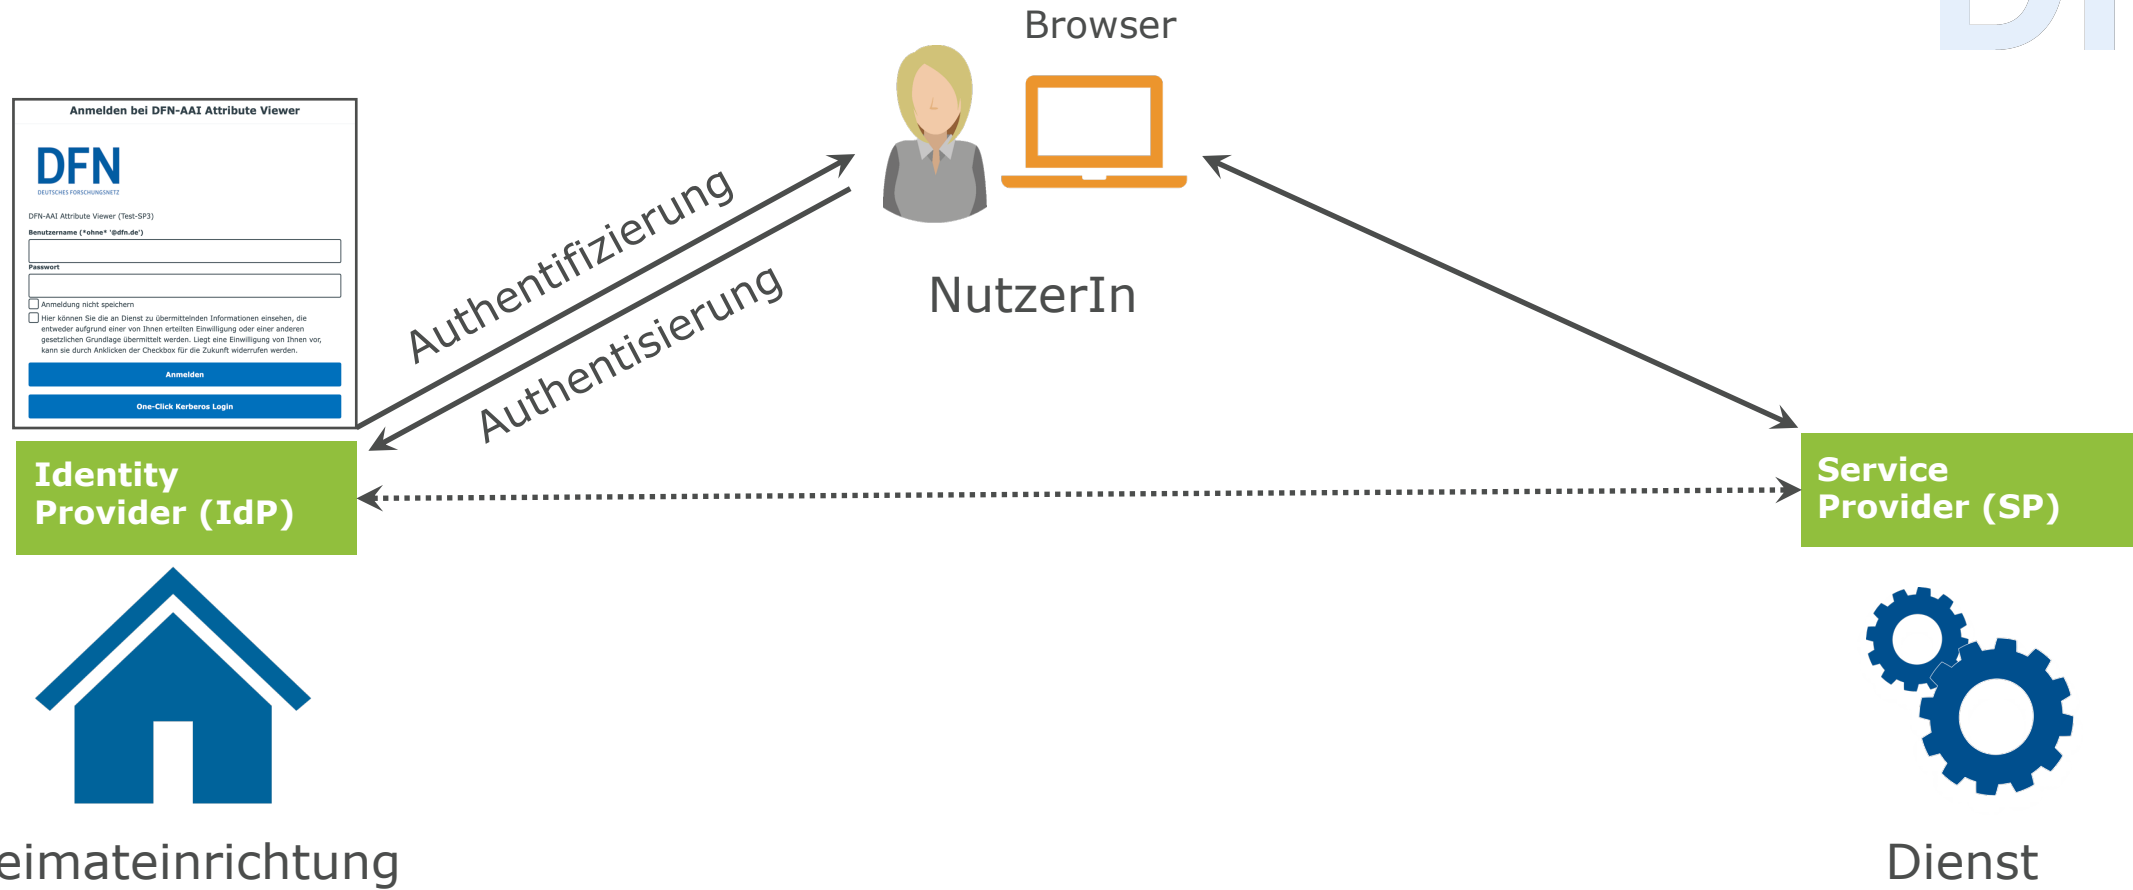 Browser
Anmelden bei DFN-AAI Attribute Viewer
DFN
DEUTSCHES FORSCHUNGSNETZ
DFN-AAI Attribute Viewer (Test-SP3)
Benutzername (*ohne* '@dfn.de')
Passwort
Anmeldung nicht speichern
Hier können Sie die an Dienst zu übermittelnden Informationen einsehen, die
entweder aufgrund einer von Ihnen erteilten Einwilligung oder einer anderen
gesetzlichen Grundlage übermittelt werden. Liegt eine Einwilligung von Ihnen vor,
kann sie durch Anklicken der Checkbox für die Zukunft widerrufen werden.
Anmelden
One-Click Kerberos Login
Authentifizierung
Authentisierung
NutzerIn
Identity
Provider (IdP)
Service
Provider (SP)
eimateinrichtung
Dienst